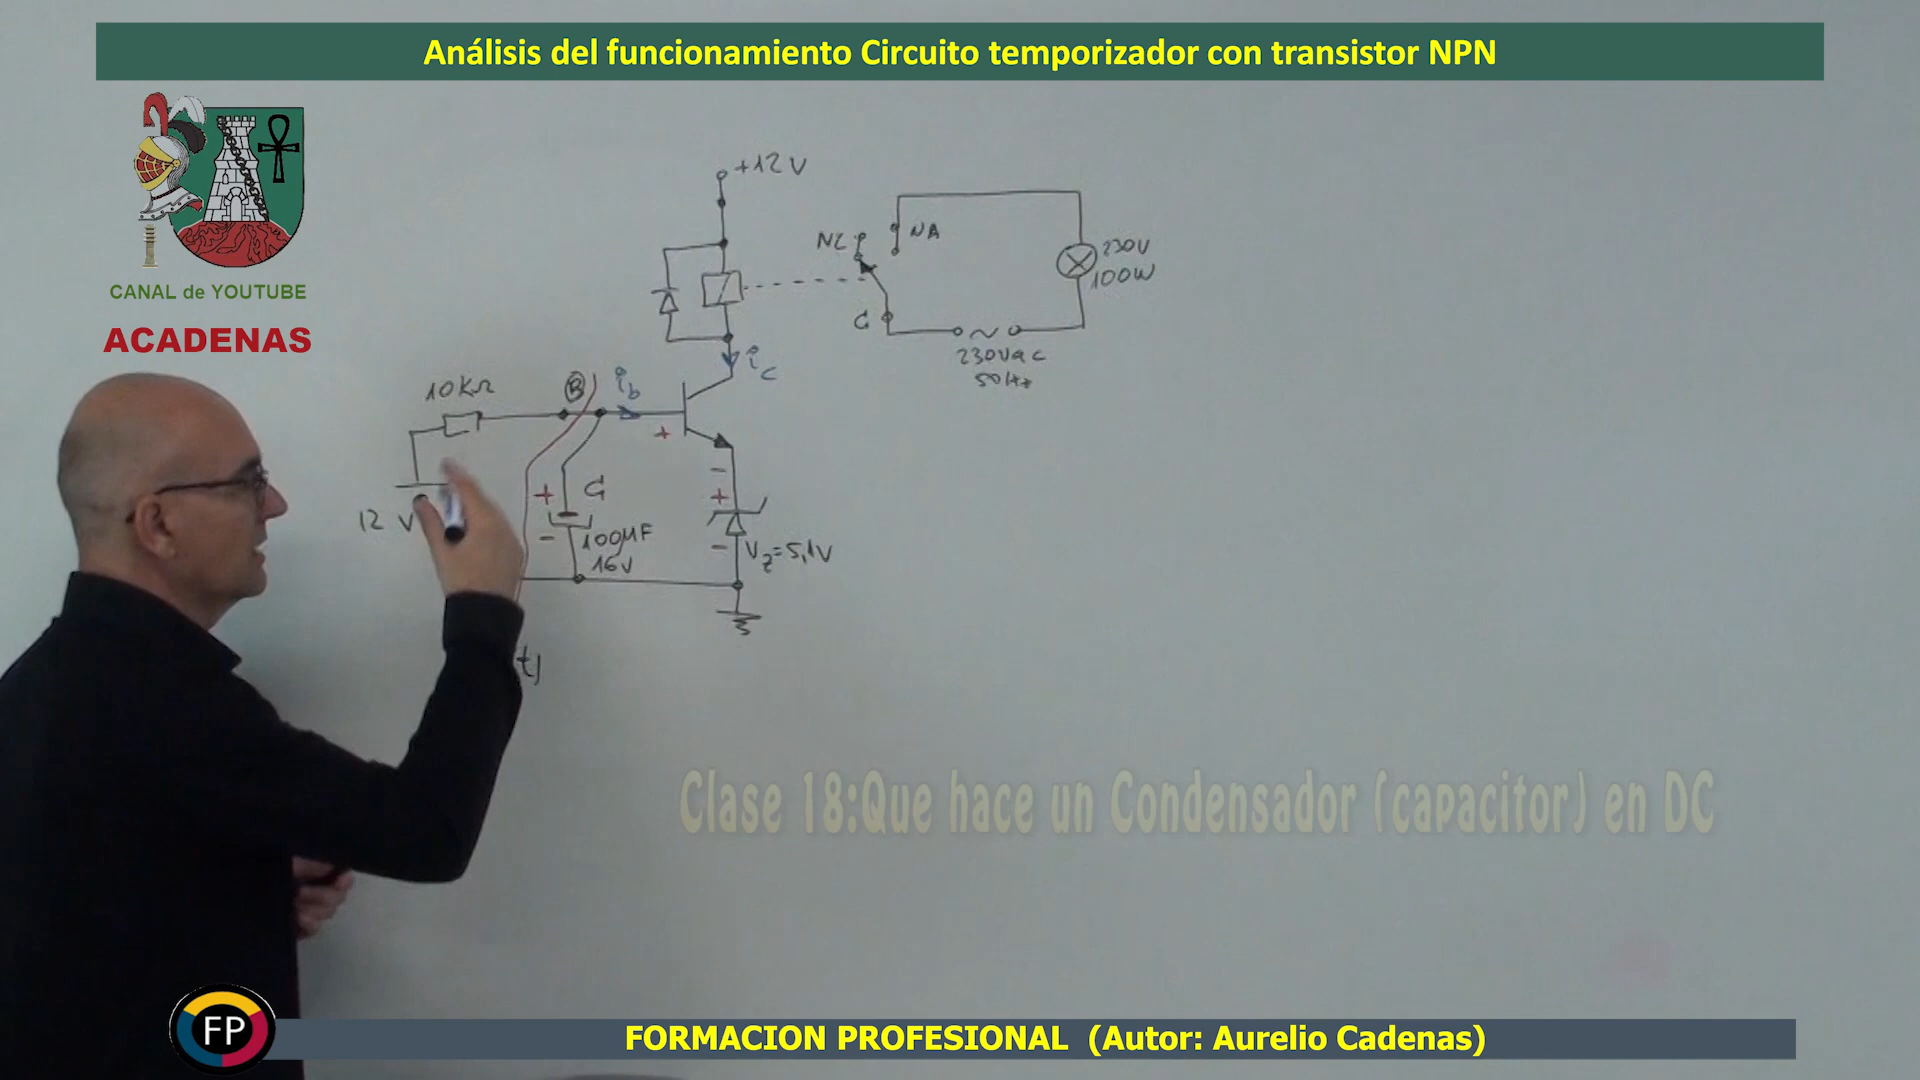 Análisis del funcionamiento Circuito temporizador con transistor NPN
CANAL de YOUTUBE
ACADENAS
+12V
NC
NA
230V
100W
C
230Vac
50Hz
10KΩ
B
ib
ic
+
-
+
+
C
12 V
-
100µF
16V
-
Vz=5,1V
Clase 18:Que hace un Condensador (capacitor) en DC
FP
FORMACION PROFESIONAL (Autor: Aurelio Cadenas)